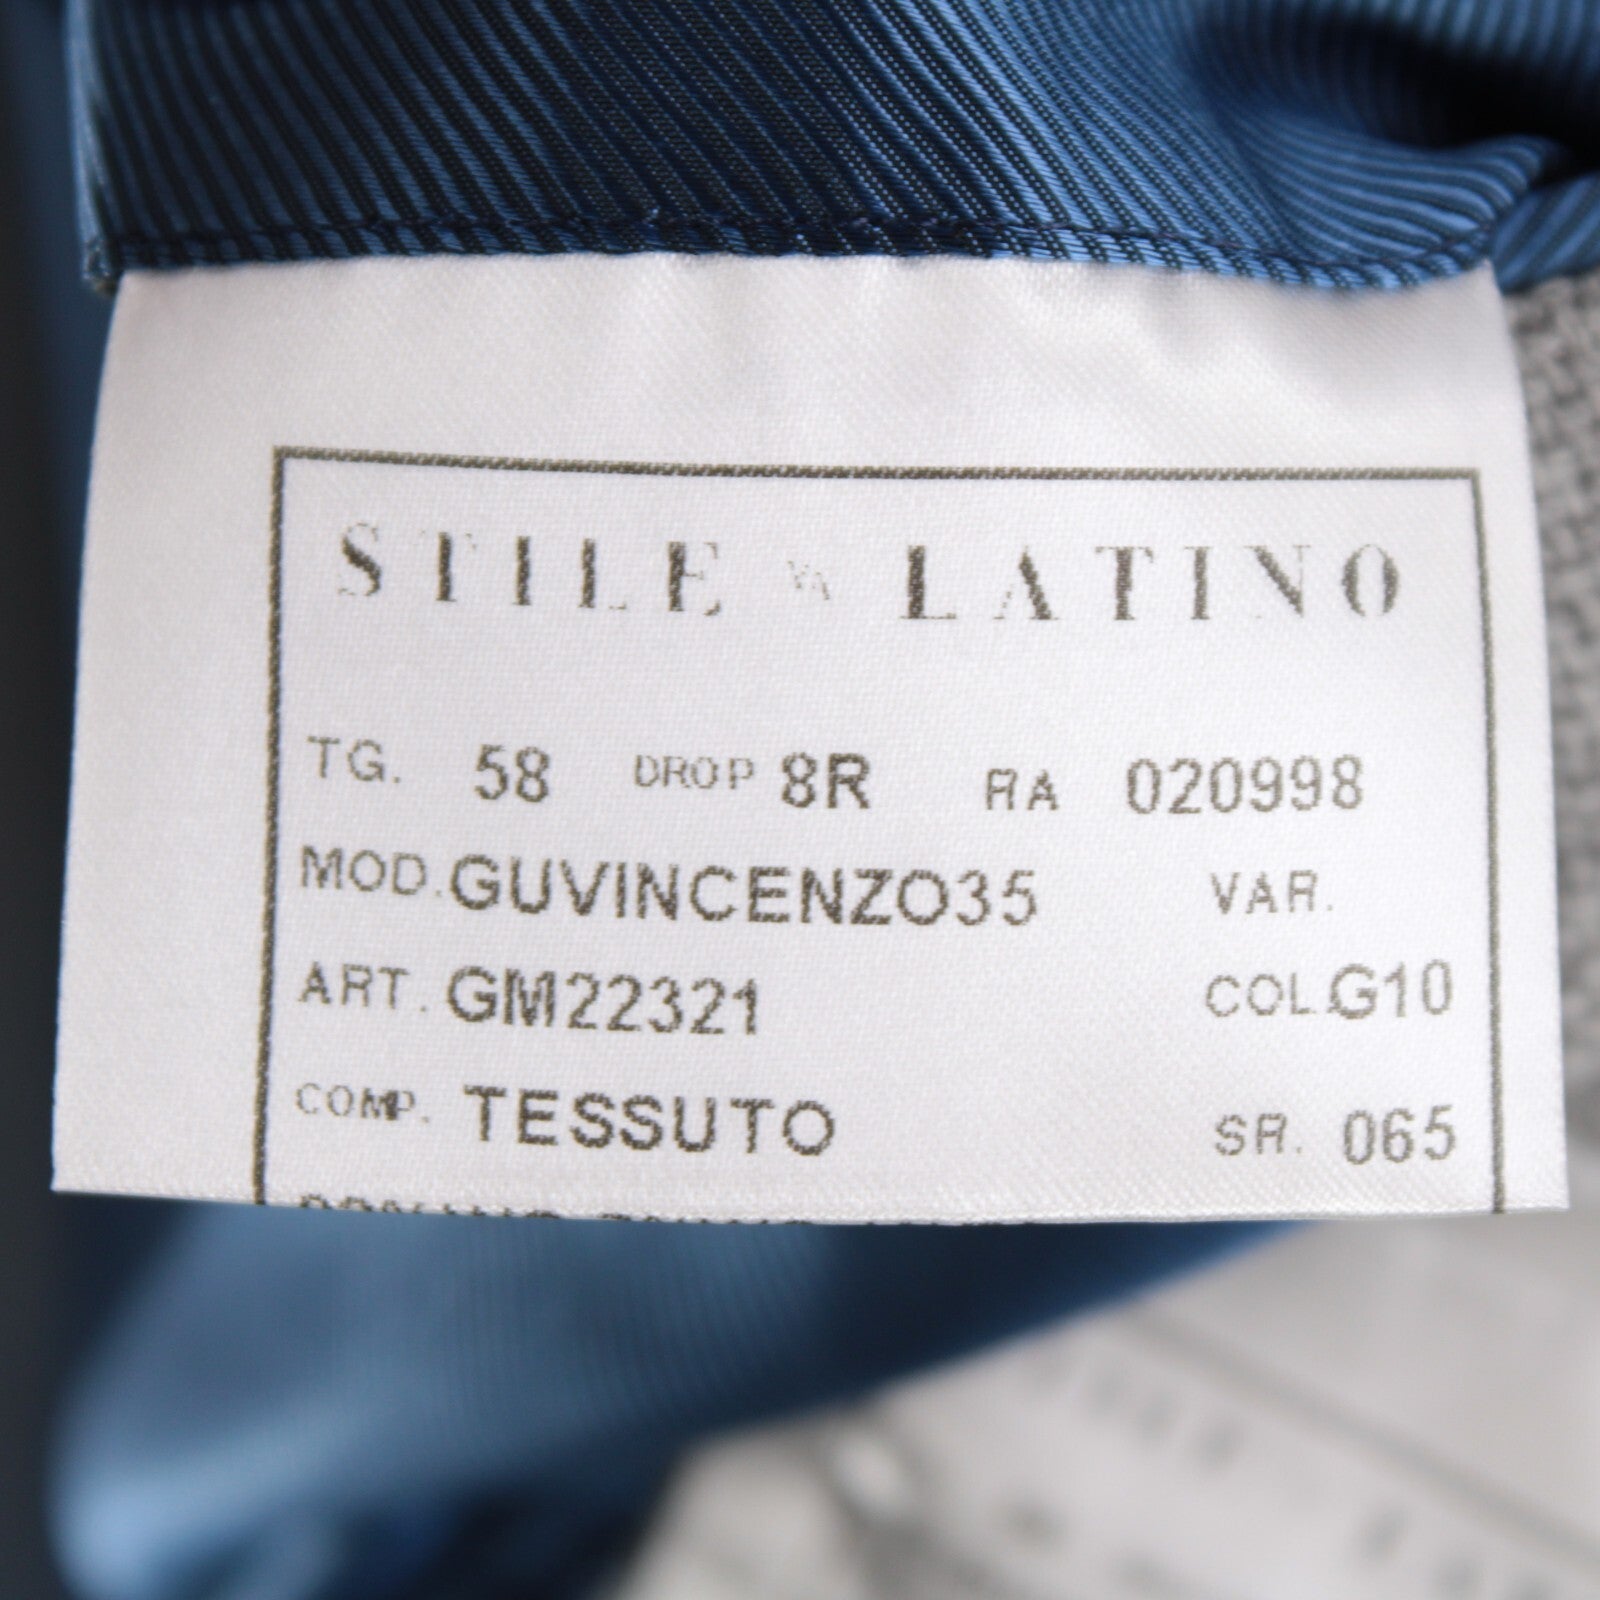 STILE LATINO
TG. 58 DROP 8R RA 020998
MOD. GUVINCENZO35 VAR.
ART. GM22321 COL. G10
COMP. TESSUTO SR. 065